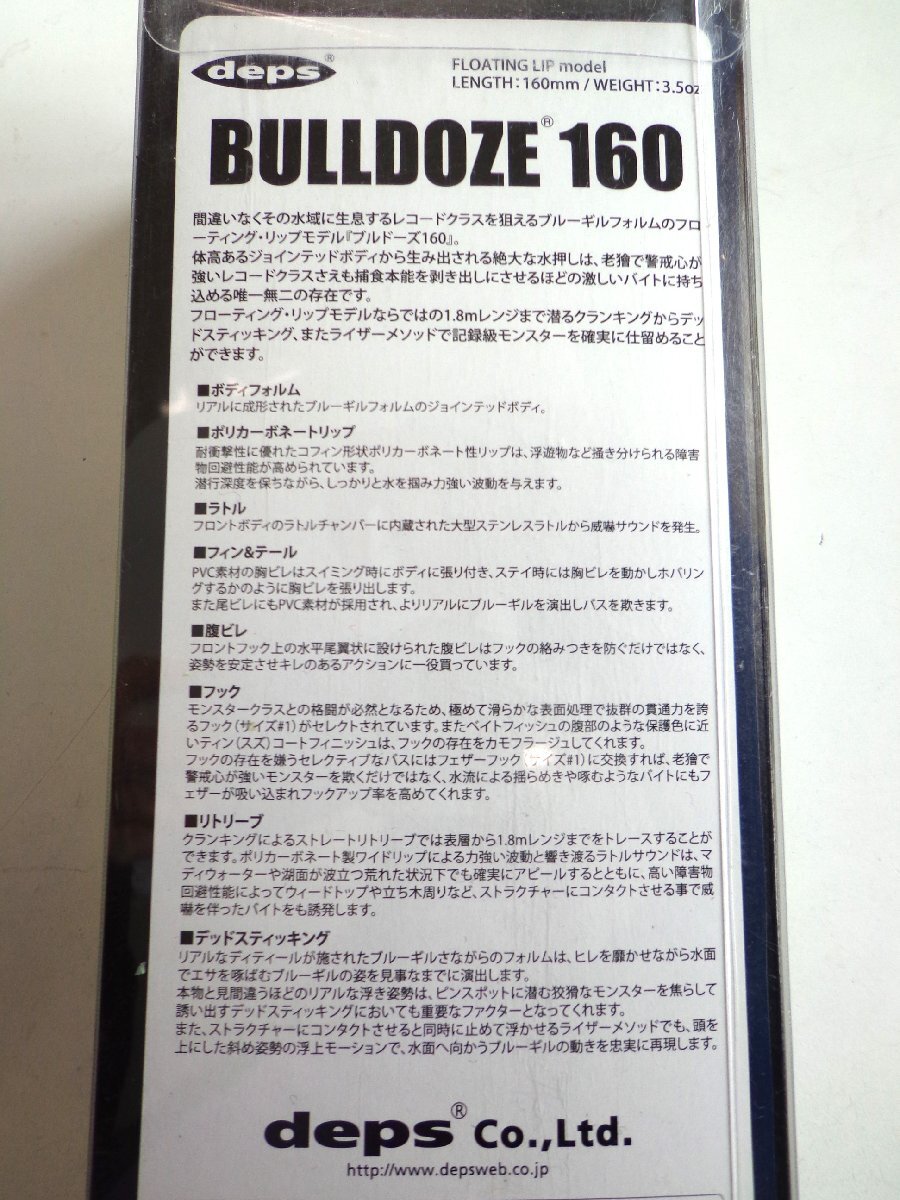 deps®
FLOATING LIP model
LENGTH:160mm / WEIGHT:3.5oz
BULLDOZE® 160
間違いなくその水域に生息するレコードクラスを狙えるブルーギルフォルムのフロ
ーティング・リップモデル『ブルドーズ160』。
体高あるジョインテッドボディから生み出される絶大な水押しは、老獪で警戒心が
強いレコードクラスさえも捕食本能を剥き出しにさせるほどの激しいバイトに持ち
込める唯一無二の存在です。
フローティング・リップモデルならではの1.8mレンジまで潜るクランキングからデッ
ドスティッキング、またライザーメソッドで記録級モンスターを確実に仕留めること
ができます。
■ボディフォルム
リアルに成形されたブルーギルフォルムのジョインテッドボディ。
■ポリカーボネートリップ
耐衝撃性に優れたコフィン形状ポリカーボネート性リップは、浮遊物など掻き分けられる障害
物回避性能が高められています。
潜行深度を保ちながら、しっかりと水を掴み力強い波動を与えます。
■ラトル
フロントボディのラトルチャンバーに内蔵された大型ステンレスラトルから威嚇サウンドを発生。
■フィン&テール
PVC素材の胸ビレはスイミング時にボディに張り付き、ステイ時には胸ビレを動かしホバリン
グするかのように胸ビレを張り出します。
また尾ビレにもPVC素材が採用され、よりリアルにブルーギルを演出しバスを欺きます。
■腹ビレ
フロントフック上の水平尾翼状に設けられた腹ビレはフックの絡みつきを防ぐだけではなく、
姿勢を安定させキレのあるアクションに一役買っています。
■フック
モンスタークラスとの格闘が必然となるため、極めて滑らかな表面処理で抜群の貫通力を誇
るフック(サイズ#1)がセレクトされています。またベイトフィッシュの腹部のような保護色に近
いティン(スズ)コートフィニッシュは、フックの存在をカモフラージュしてくれます。
フックの存在を嫌うセレクティブなバスにはフェザーフック(サイズ#1)に交換すれば、老獪で
警戒心が強いモンスターを欺くだけではなく、水流による揺らめきや啄むようなバイトにもフ
ェザーが吸い込まれフックアップ率を高めてくれます。
■リトリーブ
クランキングによるストレートリトリーブでは表層から1.8mレンジまでをトレースすることが
できます。ポリカーボネート製ワイドリップによる力強い波動と響き渡るラトルサウンドは、マ
ディウォーターや湖面が波立つ荒れた状況下でも確実にアピールするとともに、高い障害物
回避性能によってウィードトップや立ち木周りなど、ストラクチャーにコンタクトさせる事で威
嚇を伴ったバイトをも誘発します。
■デッドスティッキング
リアルなディティールが施されたブルーギルさながらのフォルムは、ヒレを靡かせながら水面
でエサを啄ばむブルーギルの姿を見事なまでに演出します。
本物と見間違うほどのリアルな浮き姿勢は、ピンスポットに潜む狡猾なモンスターを焦らして
誘い出すデッドスティッキングにおいても重要なファクターとなってくれます。
また、ストラクチャーにコンタクトさせると同時に止めて浮かせるライザーメソッドでも、頭を
上にした斜め姿勢の浮上モーションで、水面へ向かうブルーギルの動きを忠実に再現します。
deps® Co.,Ltd.
http://www.depsweb.co.jp